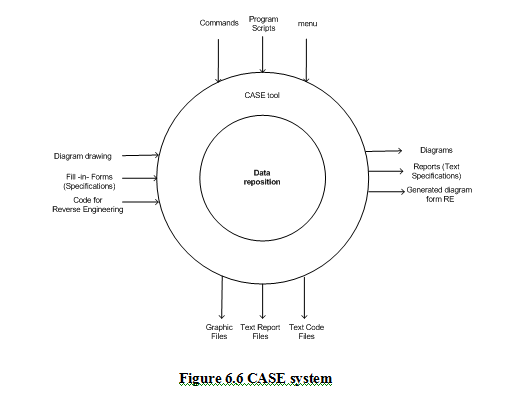 Commands
Program
Scripts
menu
CASE tool
Data
reposition
Diagram drawing
Fill -in- Forms
(Specifications)
Code for
Reverse Engineering
Diagrams
Reports (Text
Specifications)
Generated diagram
form RE
Graphic
Files
Text Report
Files
Text Code
Files
Figure 6.6 CASE system